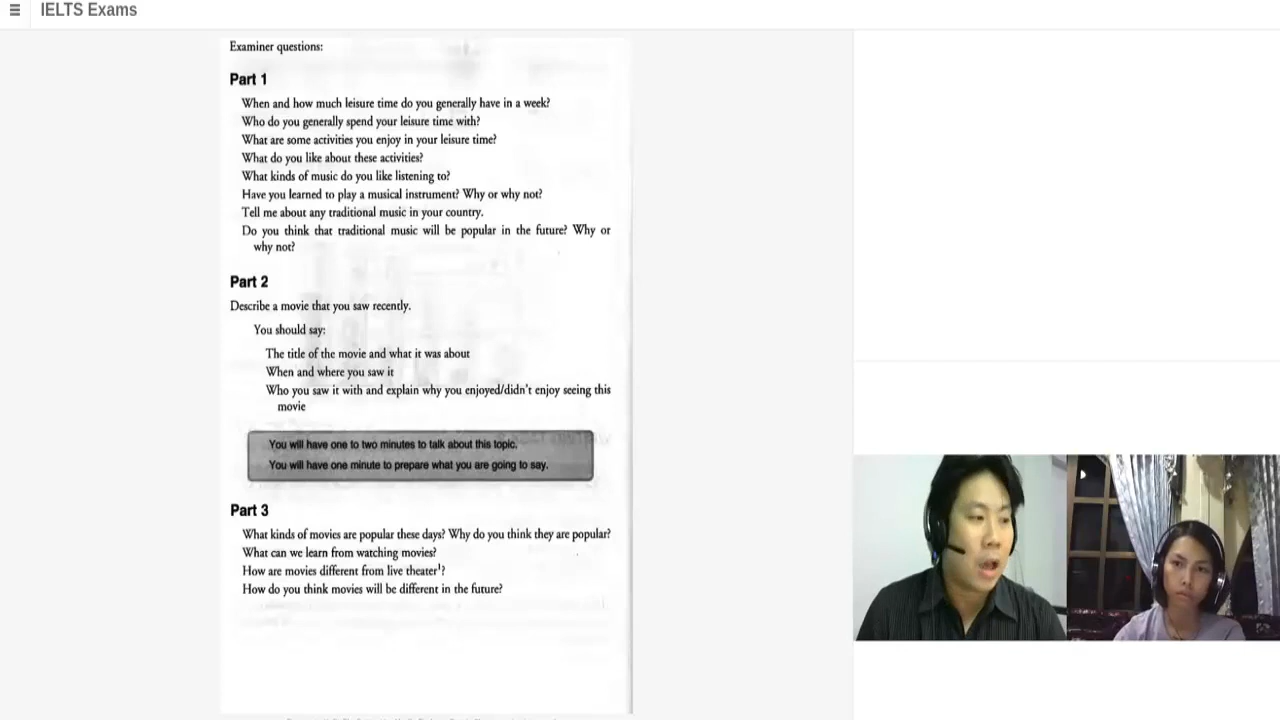 ☰ IELTS Exams
Examiner questions:
Part 1
When and how much leisure time do you generally have in a week?
Who do you generally spend your leisure time with?
What are some activities you enjoy in your leisure time?
What do you like about these activities?
What kinds of music do you like listening to?
Have you learned to play a musical instrument? Why or why not?
Tell me about any traditional music in your country.
Do you think that traditional music will be popular in the future? Why or
why not?
Part 2
Describe a movie that you saw recently.
You should say:
The title of the movie and what it was about
When and where you saw it
Who you saw it with and explain why you enjoyed/didn't enjoy seeing this
movie
You will have one to two minutes to talk about this topic.
You will have one minute to prepare what you are going to say.
Part 3
What kinds of movies are popular these days? Why do you think they are popular?
What can we learn from watching movies?
How are movies different from live theater¹?
How do you think movies will be different in the future?